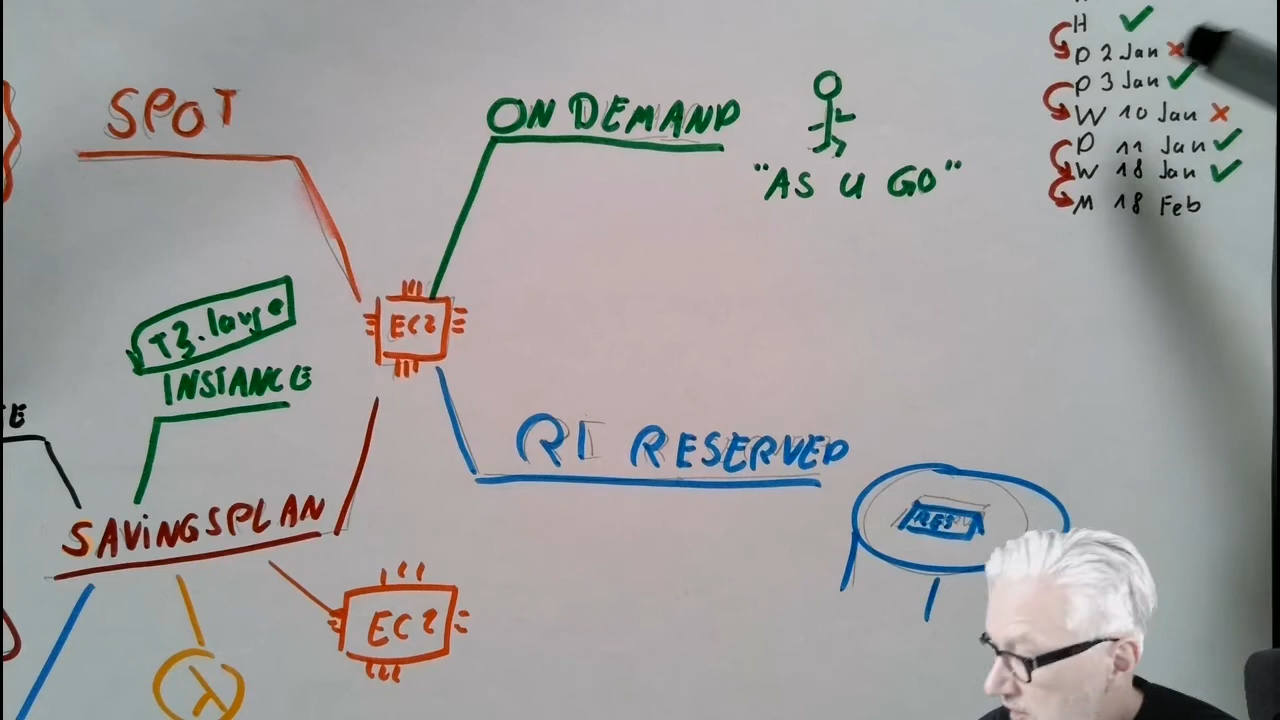 SPOT
ON DEMAND
"AS U GO"
H ✓
D 2 Jan ×
D 3 Jan ✓
W 10 Jan ×
D 11 Jan ✓
W 18 Jan ✓
M 18 Feb
T3.large
INSTANCE
EC2
RI RESERVED
SAVINGSPLAN
EC2
λ